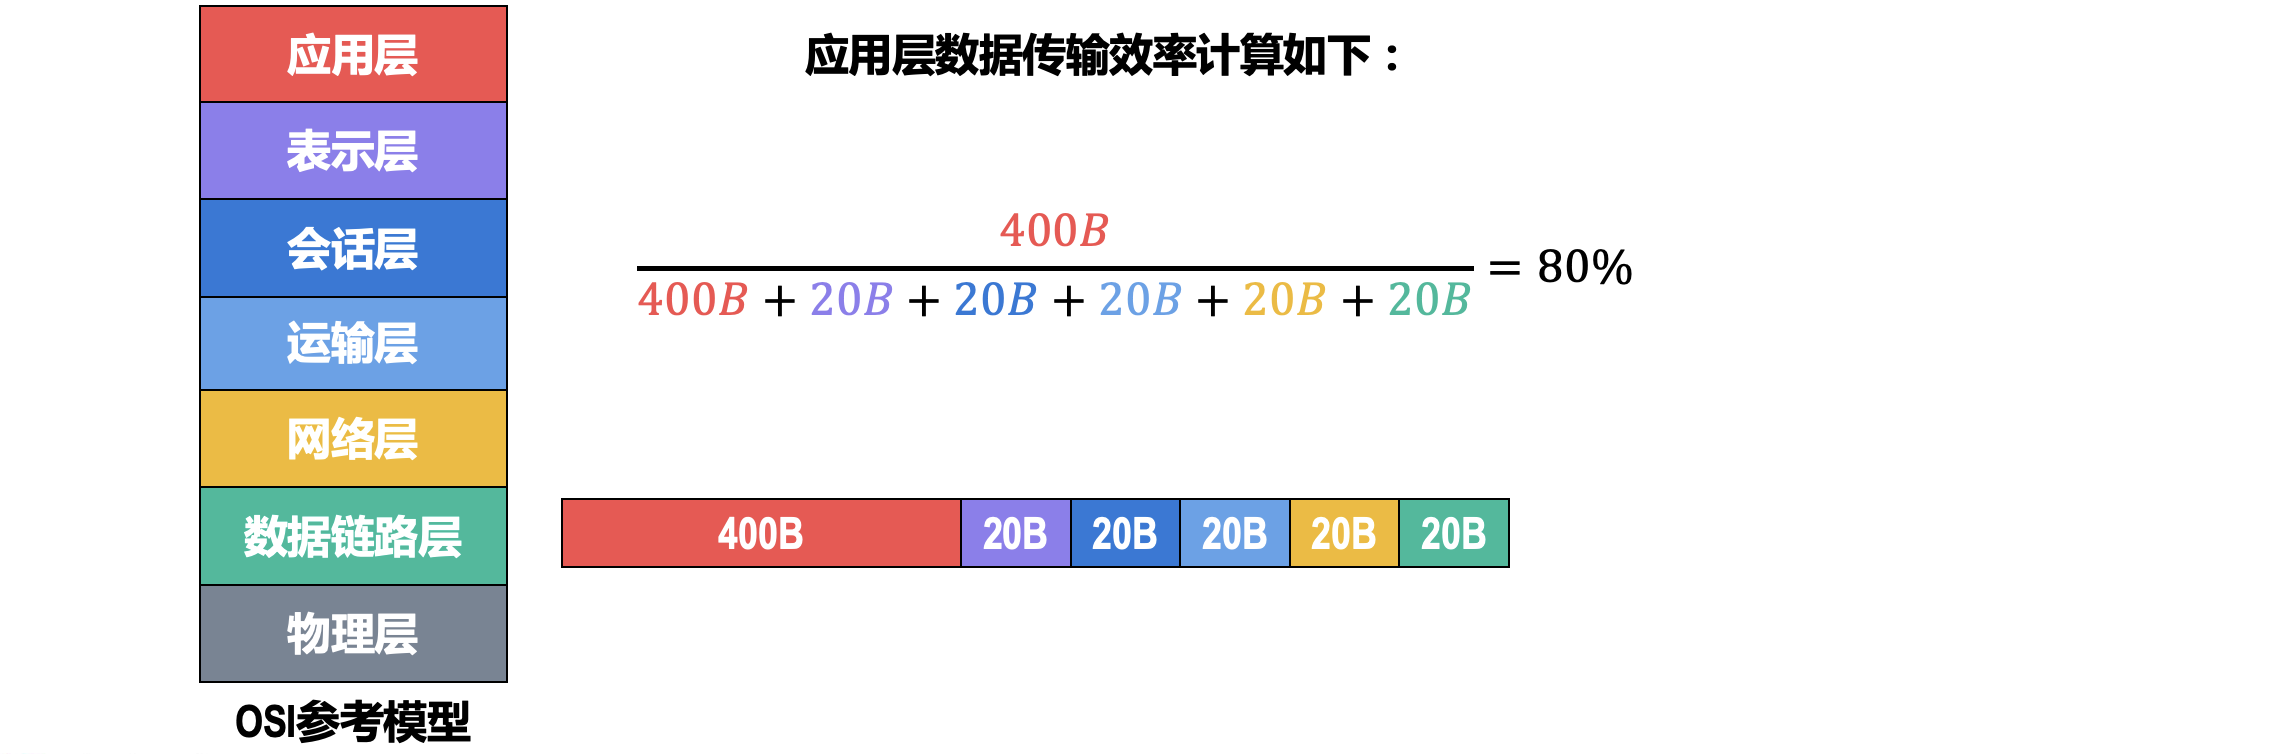 应用层
表示层
会话层
运输层
网络层
数据链路层
物理层
OSI参考模型
应用层数据传输效率计算如下：
400B
400B + 20B + 20B + 20B + 20B + 20B
= 80%
400B 20B 20B 20B 20B 20B